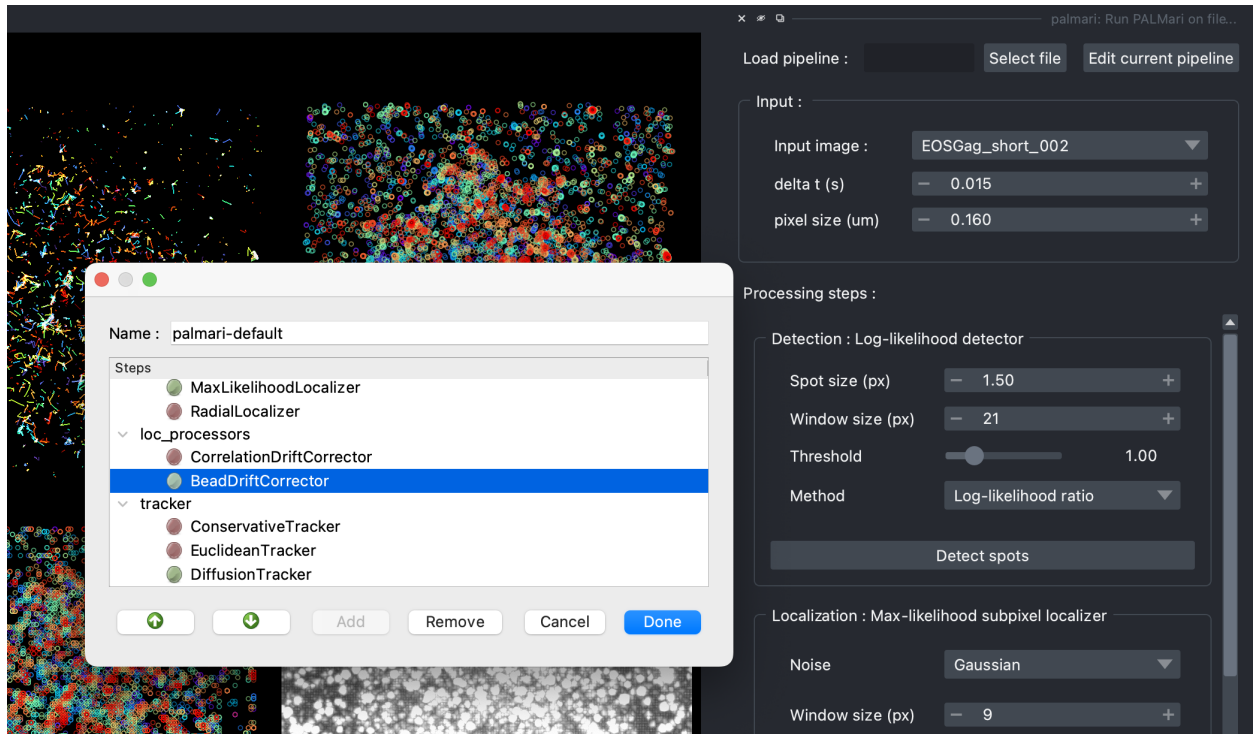 palmari: Run PALMari on file...
Load pipeline :
Select file
Edit current pipeline
Input :
Input image :
EOSGag_short_002
delta t (s)
0.015
pixel size (um)
0.160
Processing steps :
Detection : Log-likelihood detector
Spot size (px)
1.50
Window size (px)
21
Threshold
1.00
Method
Log-likelihood ratio
Detect spots
Localization : Max-likelihood subpixel localizer
Noise
Gaussian
Window size (px)
9
Name :
palmari-default
Steps
MaxLikelihoodLocalizer
RadialLocalizer
loc_processors
CorrelationDriftCorrector
BeadDriftCorrector
tracker
ConservativeTracker
EuclideanTracker
DiffusionTracker
Add
Remove
Cancel
Done